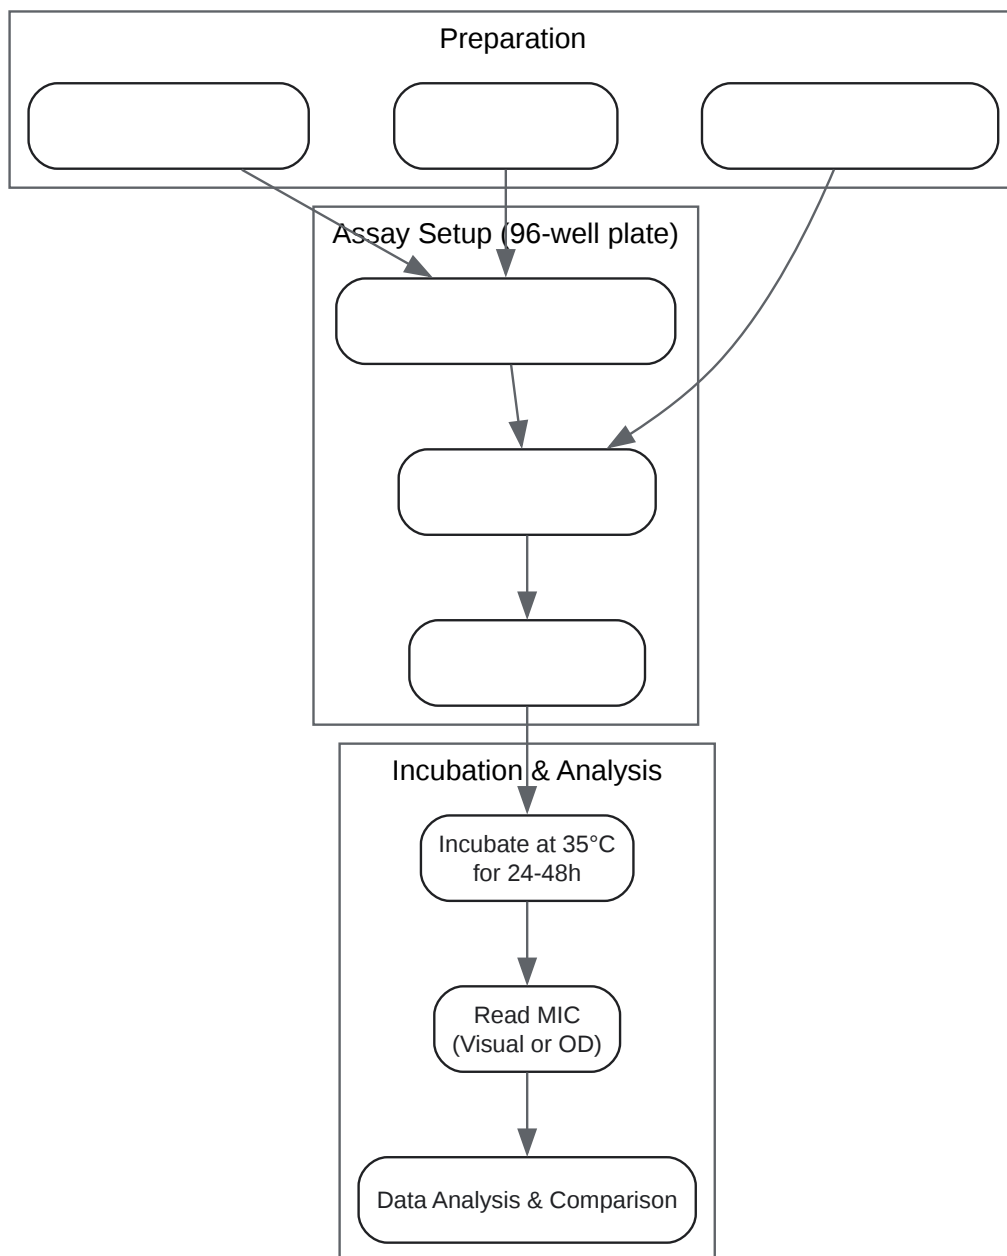 Preparation
Assay Setup (96-well plate)
Incubation & Analysis
Incubate at 35°C
for 24-48h
Read MIC
(Visual or OD)
Data Analysis & Comparison